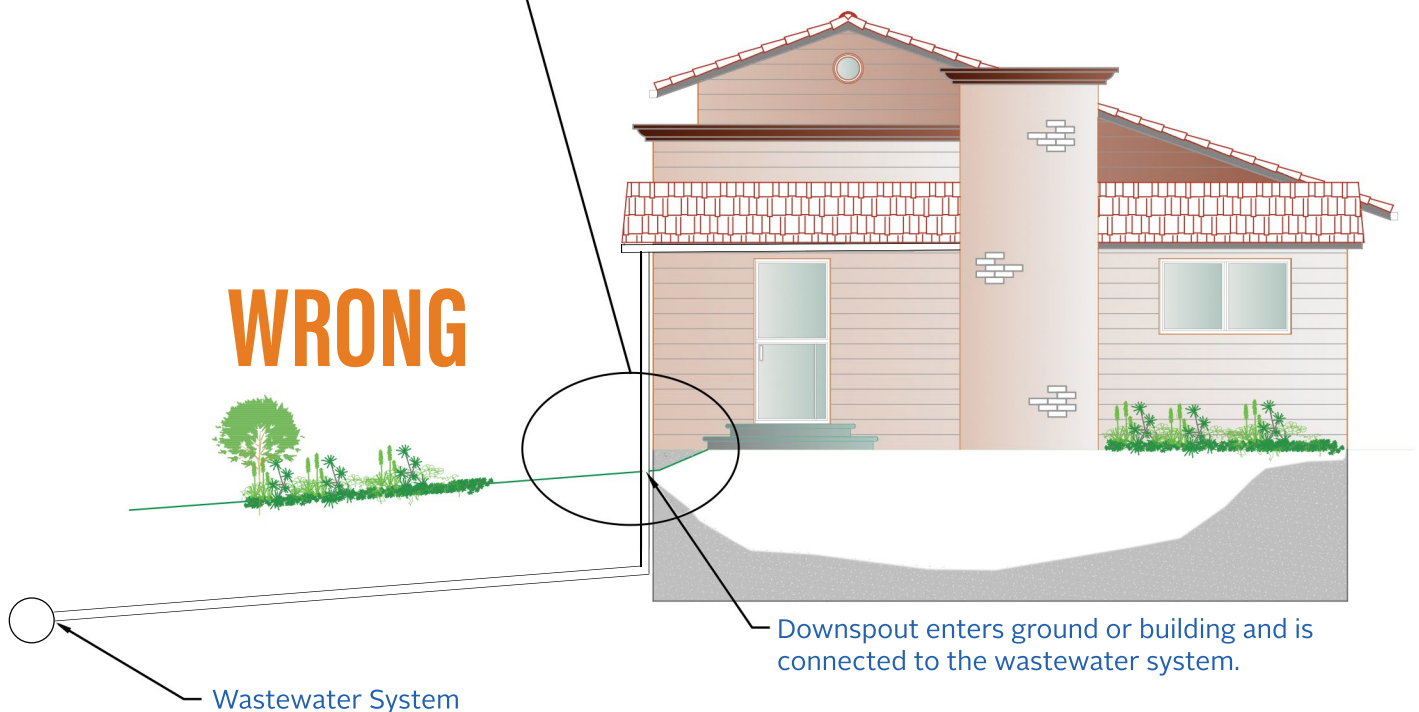 WRONG
Downspout enters ground or building and is
connected to the wastewater system.
Wastewater System